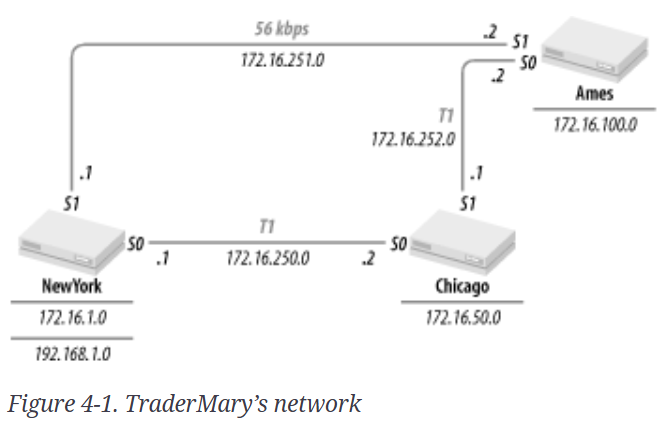 56 kbps
172.16.251.0
.2
S1
S0
.2
Ames
172.16.100.0
T1
172.16.252.0
.1
S1
.1
S1
NewYork
172.16.1.0
192.168.1.0
S0
.1
T1
172.16.250.0
.2
S0
Chicago
172.16.50.0
Figure 4-1. TraderMary’s network